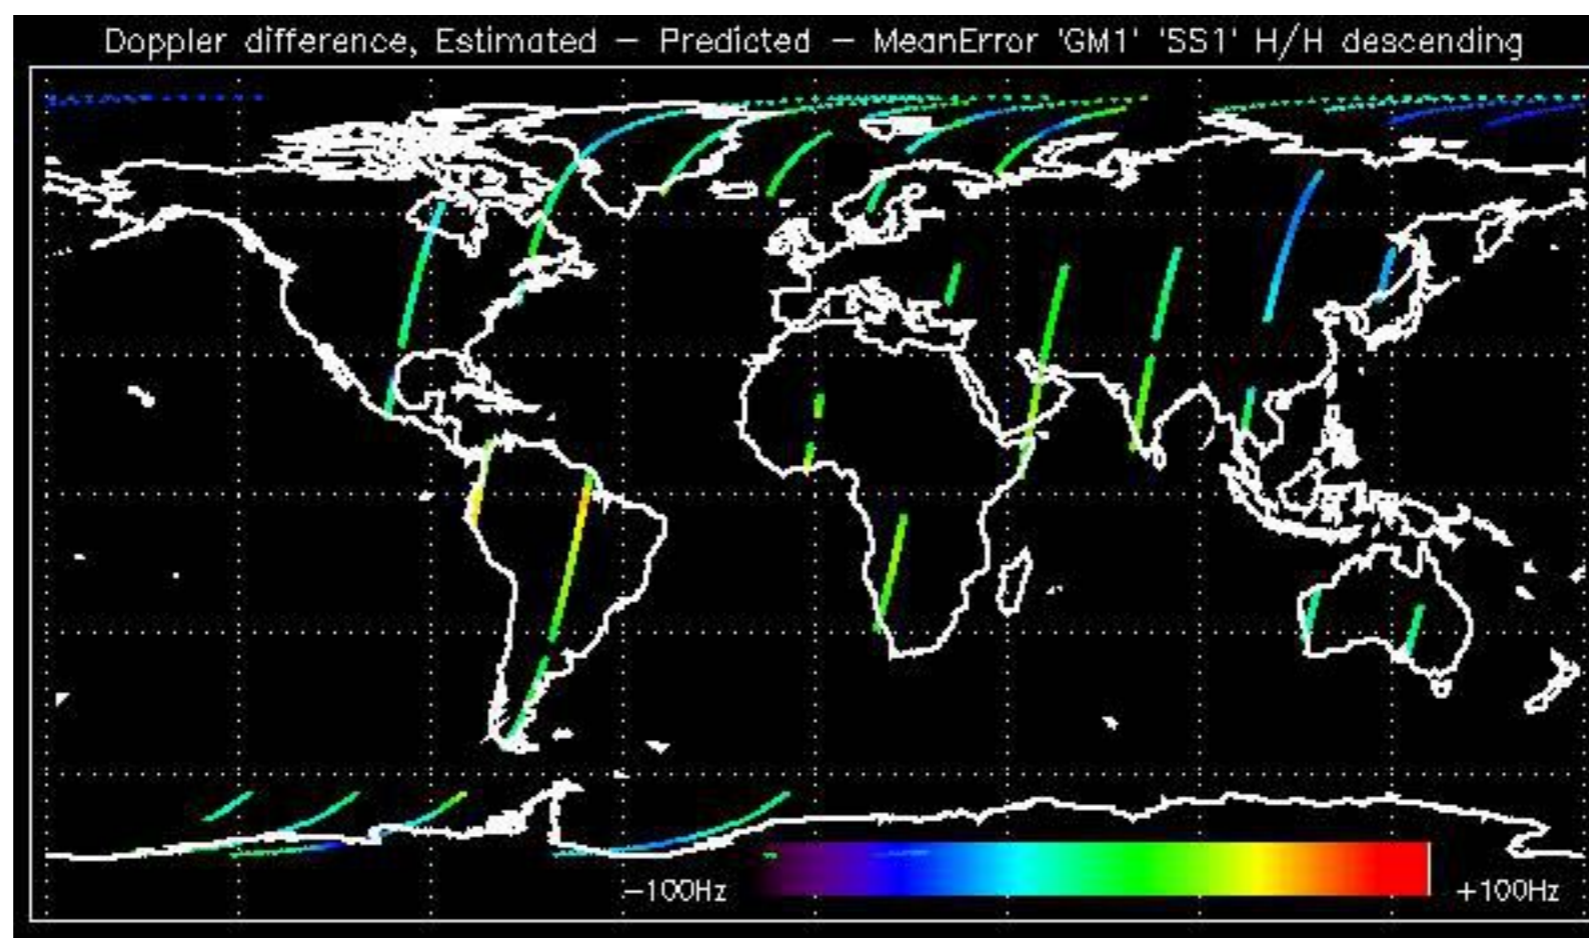 Doppler difference, Estimated – Predicted – MeanError 'GM1' 'SS1' H/H descending
–100Hz
+100Hz